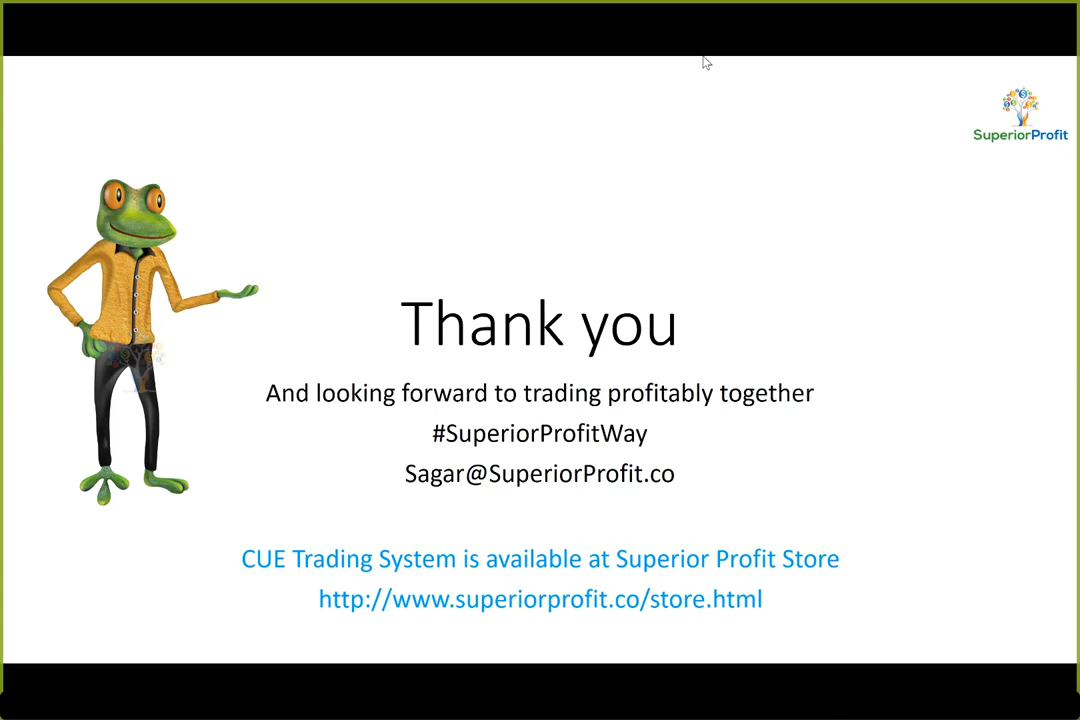 SuperiorProfit
Thank you
And looking forward to trading profitably together
#SuperiorProfitWay
Sagar@SuperiorProfit.co
CUE Trading System is available at Superior Profit Store
http://www.superiorprofit.co/store.html